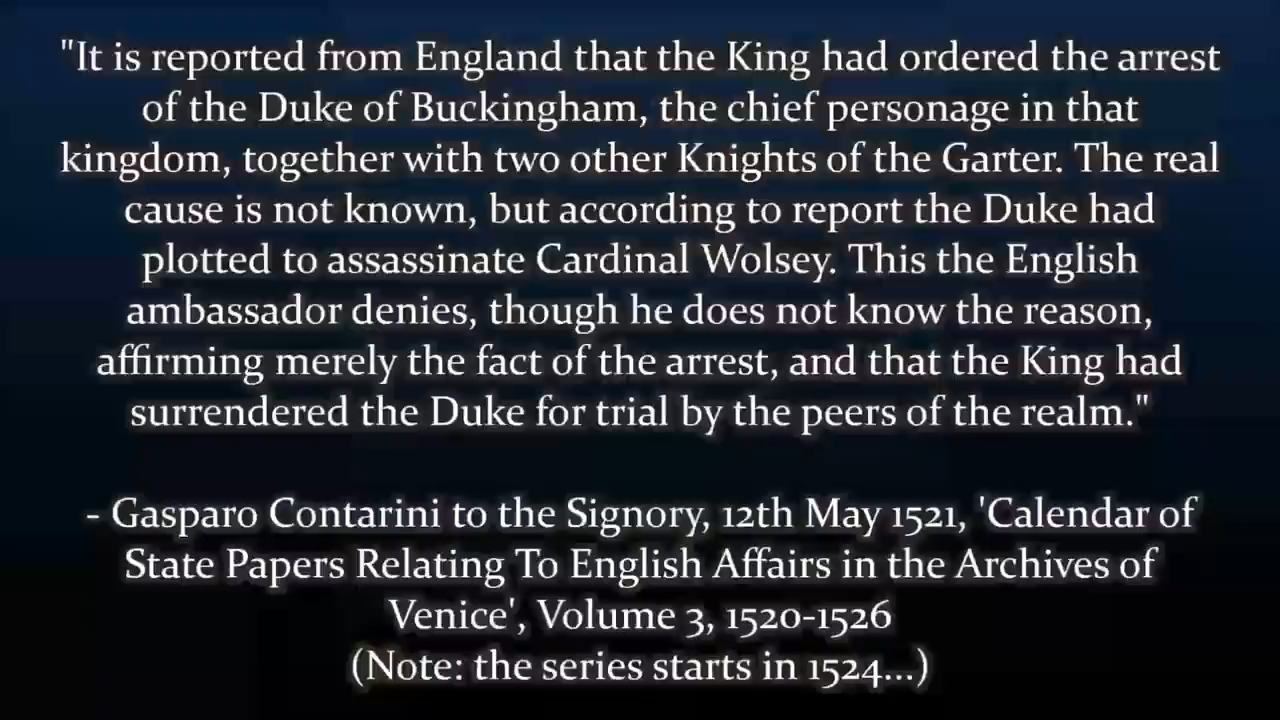 "It is reported from England that the King had ordered the arrest
of the Duke of Buckingham, the chief personage in that
kingdom, together with two other Knights of the Garter. The real
cause is not known, but according to report the Duke had
plotted to assassinate Cardinal Wolsey. This the English
ambassador denies, though he does not know the reason,
affirming merely the fact of the arrest, and that the King had
surrendered the Duke for trial by the peers of the realm."
- Gasparo Contarini to the Signory, 12th May 1521, 'Calendar of
State Papers Relating To English Affairs in the Archives of
Venice', Volume 3, 1520-1526
(Note: the series starts in 1524...)